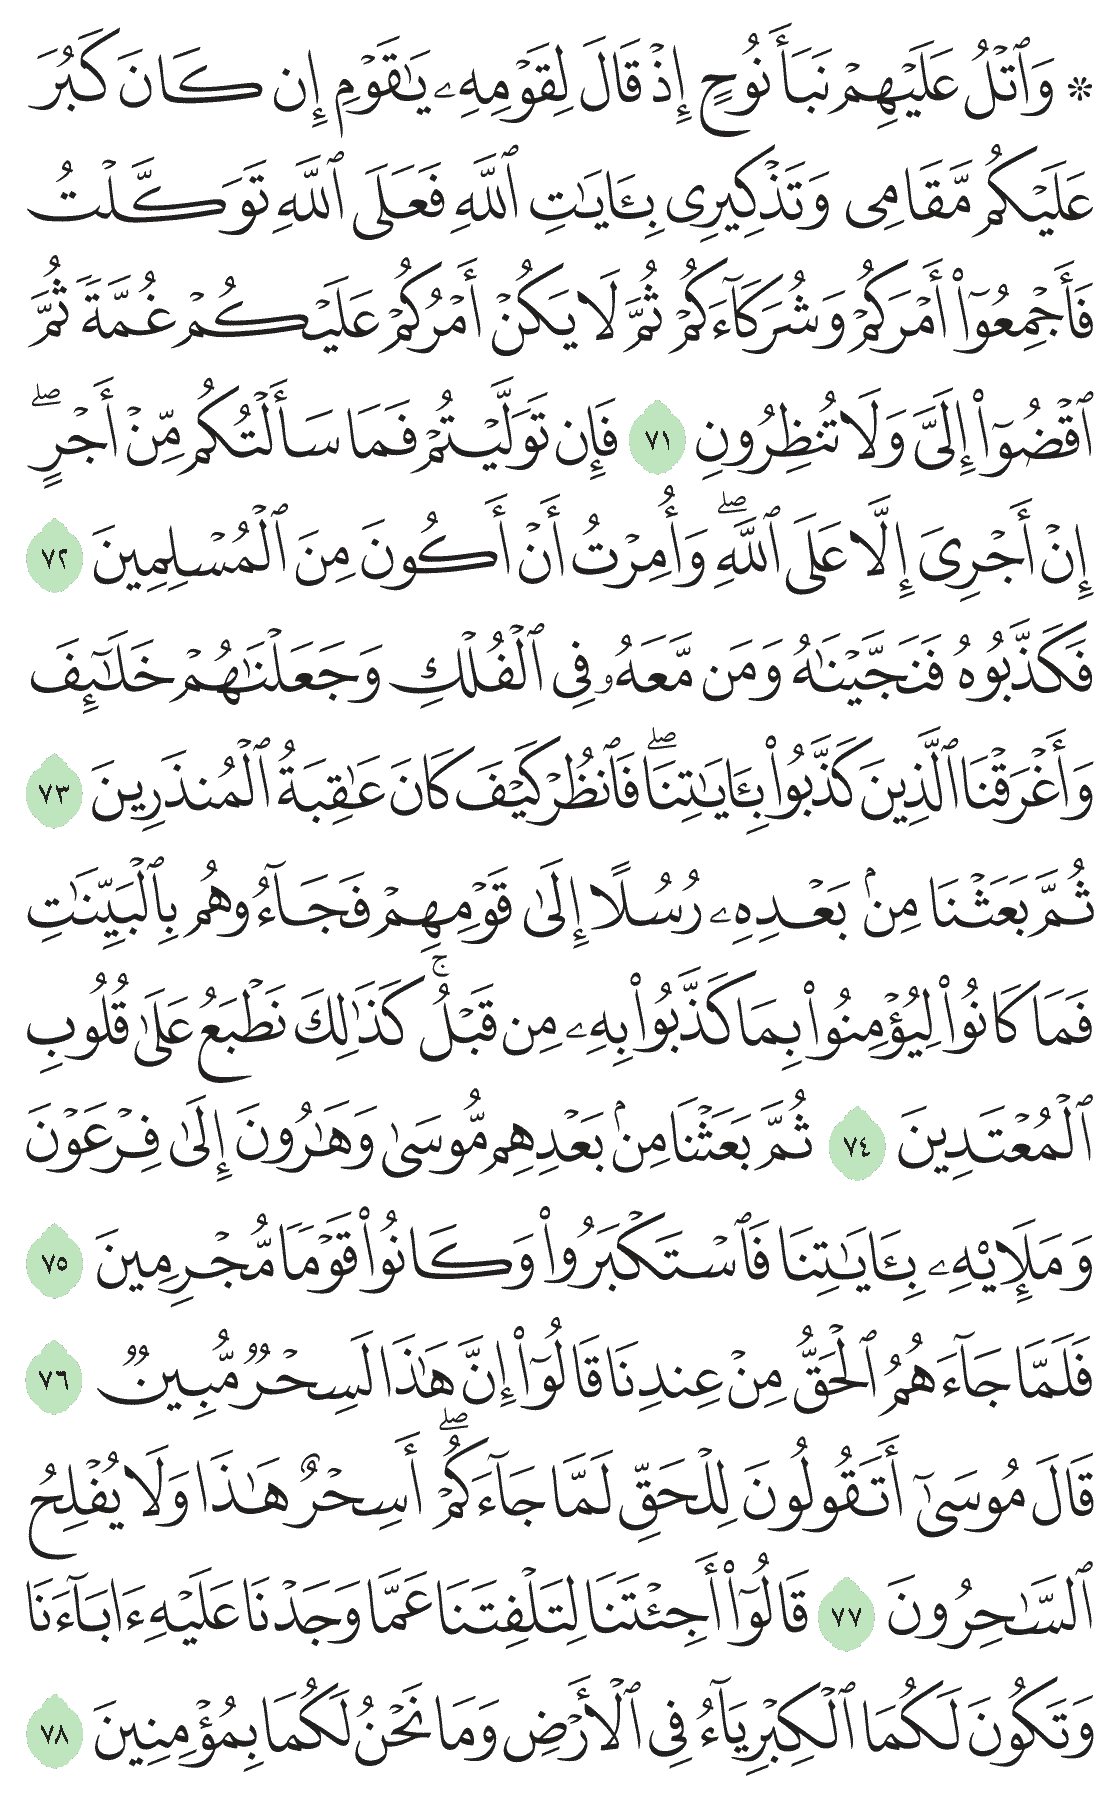 * وَٱتۡلُ عَلَيۡهِمۡ نَبَأَ نُوحٍ إِذۡ قَالَ لِقَوۡمِهِۦ يَٰقَوۡمِ إِن كَانَ كَبُرَ
عَلَيۡكُم مَّقَامِي وَتَذۡكِيرِي بِـَٔايَٰتِ ٱللَّهِ فَعَلَى ٱللَّهِ تَوَكَّلۡتُ
فَأَجۡمِعُوٓاْ أَمۡرَكُمۡ وَشُرَكَآءَكُمۡ ثُمَّ لَا يَكُنۡ أَمۡرُكُمۡ عَلَيۡكُمۡ غُمَّةٗ ثُمَّ
ٱقۡضُوٓاْ إِلَيَّ وَلَا تُنظِرُونِ ٧١ فَإِن تَوَلَّيۡتُمۡ فَمَا سَأَلۡتُكُم مِّنۡ أَجۡرٍۖ
إِنۡ أَجۡرِيَ إِلَّا عَلَى ٱللَّهِۖ وَأُمِرۡتُ أَنۡ أَكُونَ مِنَ ٱلۡمُسۡلِمِينَ ٧٢
فَكَذَّبُوهُ فَنَجَّيۡنَٰهُ وَمَن مَّعَهُۥ فِي ٱلۡفُلۡكِ وَجَعَلۡنَٰهُمۡ خَلَٰٓئِفَ
وَأَغۡرَقۡنَا ٱلَّذِينَ كَذَّبُواْ بِـَٔايَٰتِنَاۖ فَٱنظُرۡ كَيۡفَ كَانَ عَٰقِبَةُ ٱلۡمُنذَرِينَ ٧٣
ثُمَّ بَعَثۡنَا مِنۢ بَعۡدِهِۦ رُسُلًا إِلَىٰ قَوۡمِهِمۡ فَجَآءُوهُم بِٱلۡبَيِّنَٰتِ
فَمَا كَانُواْ لِيُؤۡمِنُواْ بِمَا كَذَّبُواْ بِهِۦ مِن قَبۡلُۚ كَذَٰلِكَ نَطۡبَعُ عَلَىٰ قُلُوبِ
ٱلۡمُعۡتَدِينَ ٧٤ ثُمَّ بَعَثۡنَا مِنۢ بَعۡدِهِم مُّوسَىٰ وَهَٰرُونَ إِلَىٰ فِرۡعَوۡنَ
وَمَلَإِيْهِۦ بِـَٔايَٰتِنَا فَٱسۡتَكۡبَرُواْ وَكَانُواْ قَوۡمٗا مُّجۡرِمِينَ ٧٥
فَلَمَّا جَآءَهُمُ ٱلۡحَقُّ مِنۡ عِندِنَا قَالُوٓاْ إِنَّ هَٰذَا لَسِحۡرٞ مُّبِينٞ ٧٦
قَالَ مُوسَىٰٓ أَتَقُولُونَ لِلۡحَقِّ لَمَّا جَآءَكُمۡۖ أَسِحۡرٌ هَٰذَا وَلَا يُفۡلِحُ
ٱلسَّٰحِرُونَ ٧٧ قَالُوٓاْ أَجِئۡتَنَا لِتَلۡفِتَنَا عَمَّا وَجَدۡنَا عَلَيۡهِ ءَابَآءَنَا
وَتَكُونَ لَكُمَا ٱلۡكِبۡرِيَآءُ فِي ٱلۡأَرۡضِ وَمَا نَحۡنُ لَكُمَا بِمُؤۡمِنِينَ ٧٨